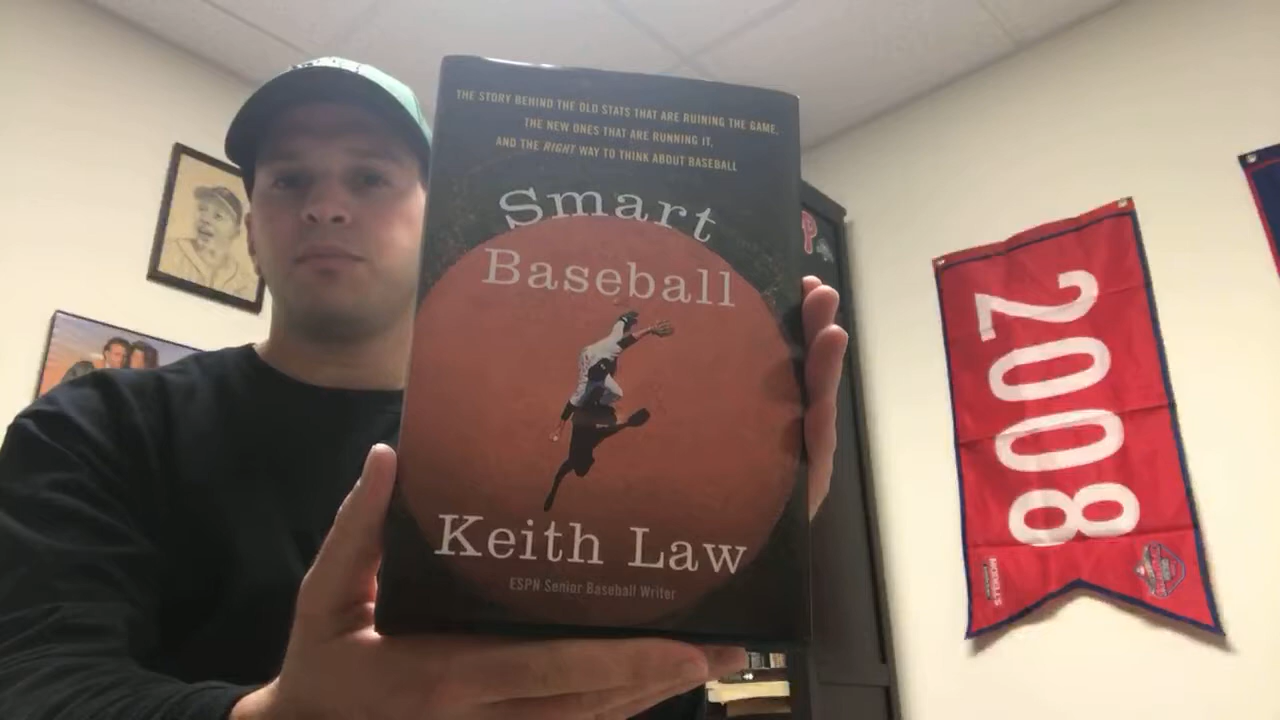 THE STORY BEHIND THE OLD STATS THAT ARE RUINING THE GAME,
THE NEW ONES THAT ARE RUNNING IT,
AND THE RIGHT WAY TO THINK ABOUT BASEBALL
Smart
Baseball
Keith Law
ESPN Senior Baseball Writer
P
2008